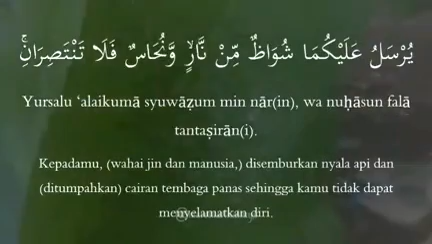 يُرْسَلُ عَلَيْكُمَا شُوَاظٌ مِّنْ نَّارٍۙ وَّنُحَاسٌ فَلَا تَنْتَصِرَانِۚ
Yursalu ‘alaikumā syuwāẓum min nār(in), wa nuḥāsun falā
tantaṣirān(i).
Kepadamu, (wahai jin dan manusia,) disemburkan nyala api dan
(ditumpahkan) cairan tembaga panas sehingga kamu tidak dapat
menyelamatkan diri.